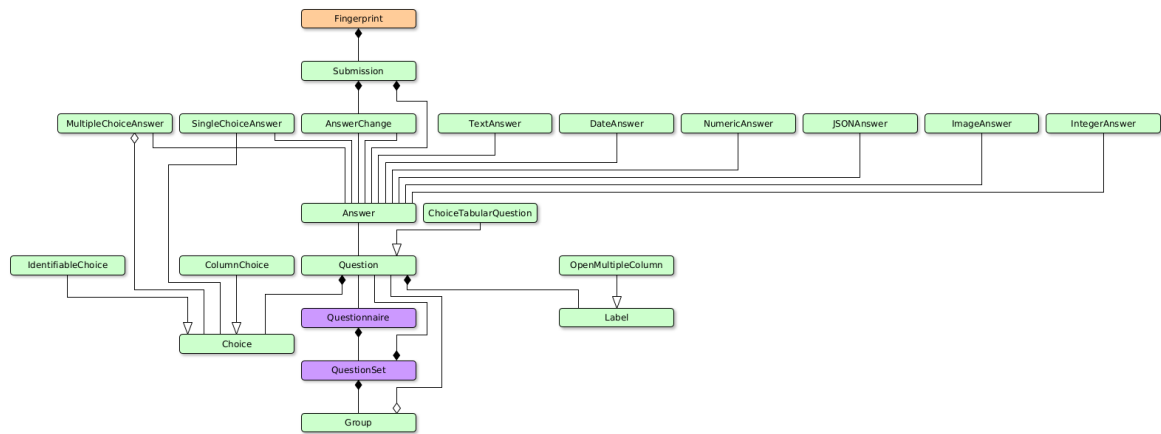 Fingerprint
Submission
MultipleChoiceAnswer
SingleChoiceAnswer
AnswerChange
TextAnswer
DateAnswer
NumericAnswer
JSONAnswer
ImageAnswer
IntegerAnswer
Answer
ChoiceTabularQuestion
IdentifiableChoice
ColumnChoice
Question
OpenMultipleColumn
Questionnaire
Label
Choice
QuestionSet
Group